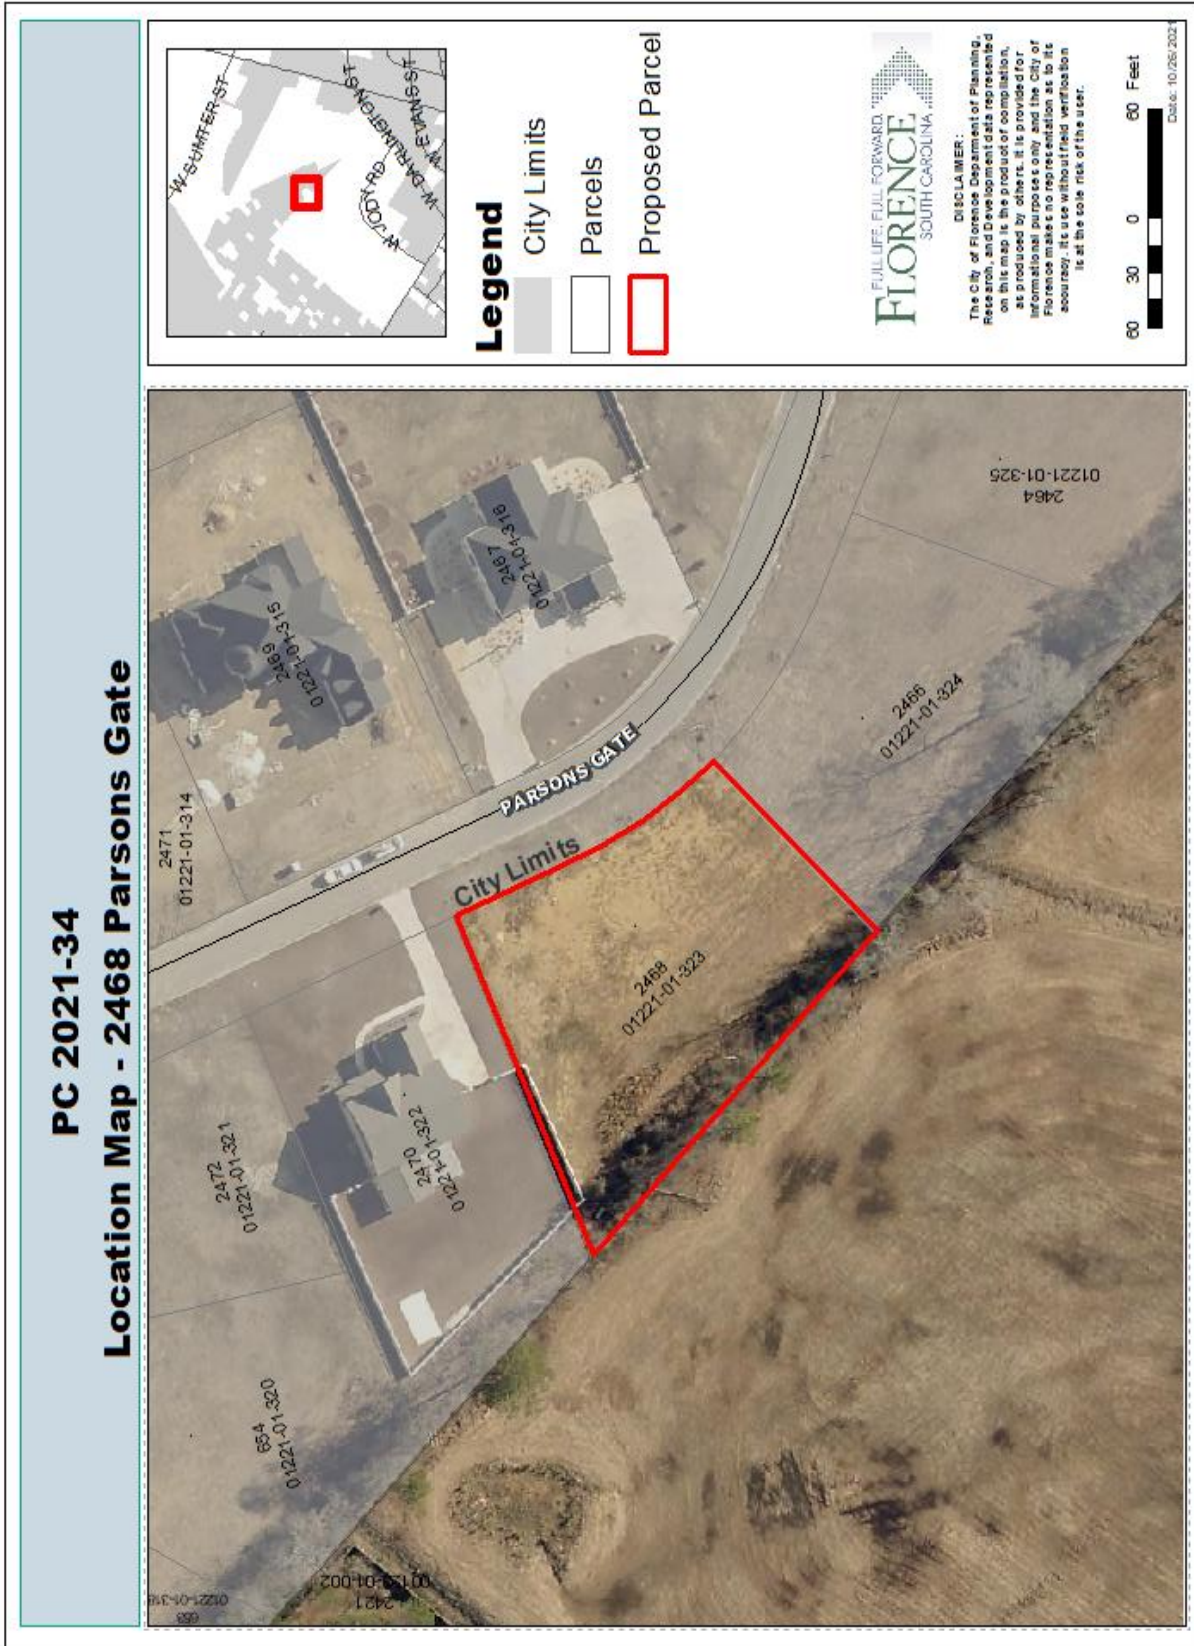 PC 2021-34
Location Map - 2468 Parsons Gate
2471
01221-01-314
2469
01221-01-315
2467
01221-01-316
2472
01221-01-321
2470
01221-01-322
654
01221-01-320
653
2421
00123-01-002
City Limits
PARSONS GATE
2468
01221-01-323
2466
01221-01-324
2464
01221-01-325
W SUMTER ST
W JODY RD
W DARLINGTON ST
W EVANS ST
Legend
City Limits
Parcels
Proposed Parcel
FULL LIFE. FULL FORWARD.
FLORENCE
SOUTH CAROLINA
DISCLAIMER:
The City of Florence Deparment of Planning,
Research, and Development data represented
on this map is the product of compilation,
as produced by others. It is provided for
informational purposes only and the City of
Florence makes no representation as to its
accuracy. Its use without field verification
is at the sole risk of the user.
60 30 0 60 Feet
Date: 10/26/2021